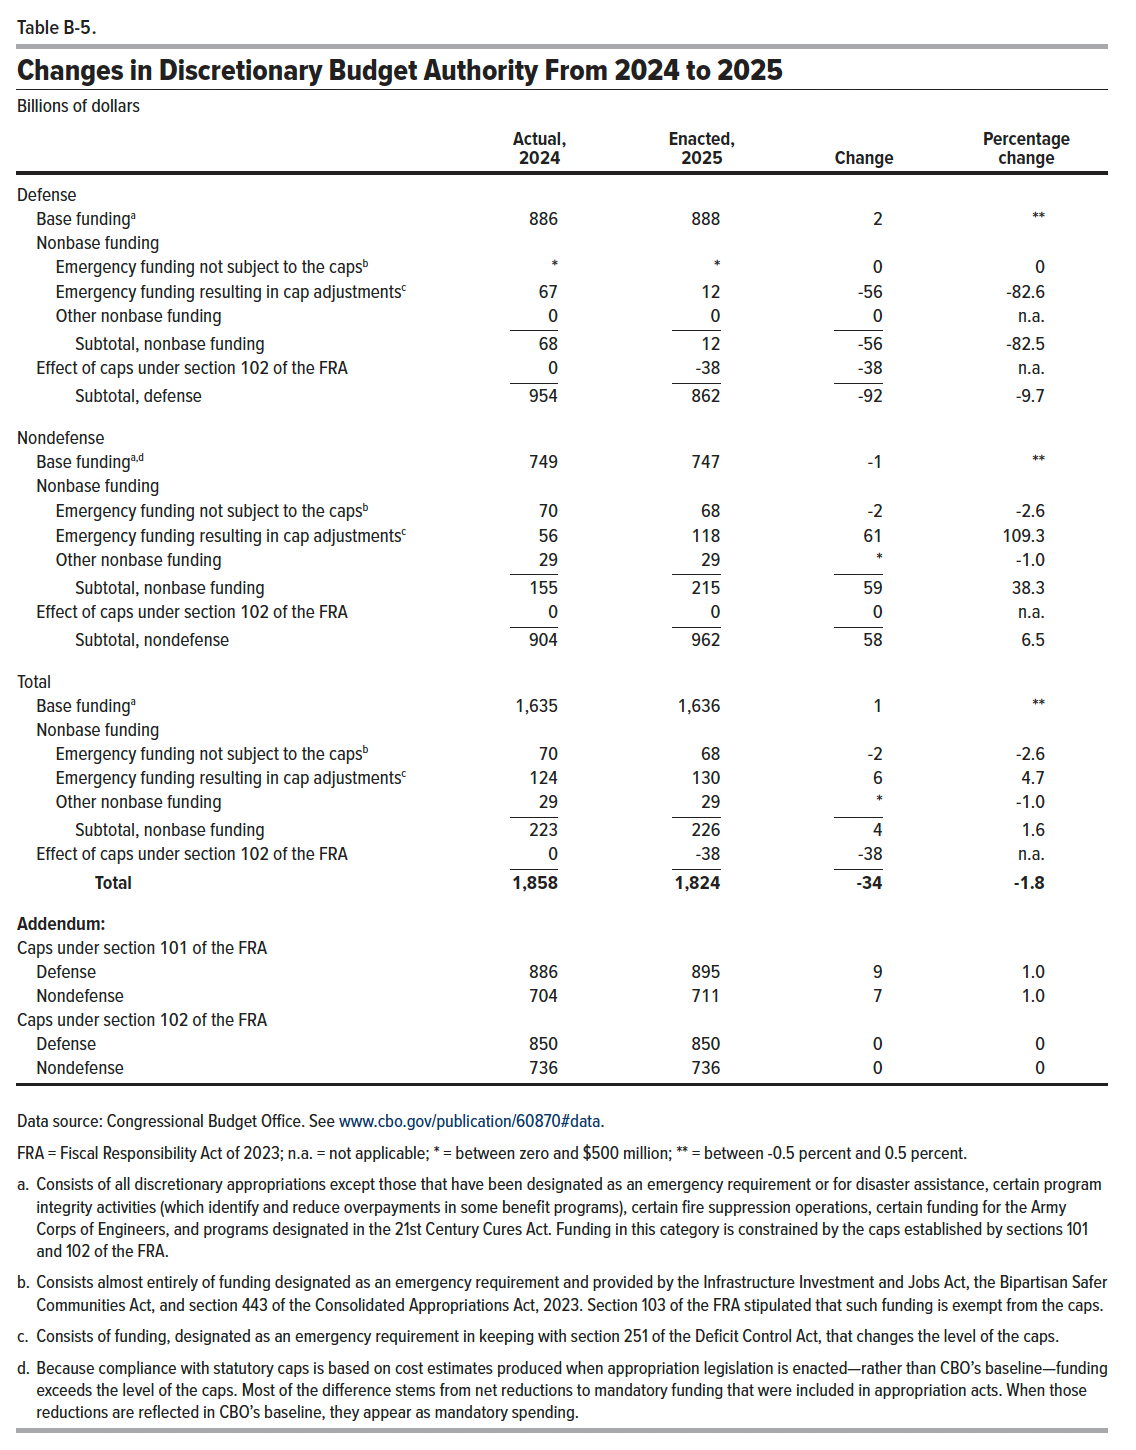 Table B-5.
Changes in Discretionary Budget Authority From 2024 to 2025
Billions of dollars
Actual, 2024 Enacted, 2025 Change Percentage change
Defense
Base fundingᵃ 886 888 2 **
Nonbase funding
Emergency funding not subject to the capsᵇ * * 0 0
Emergency funding resulting in cap adjustmentsᶜ 67 12 -56 -82.6
Other nonbase funding 0 0 0 n.a.
Subtotal, nonbase funding 68 12 -56 -82.5
Effect of caps under section 102 of the FRA 0 -38 -38 n.a.
Subtotal, defense 954 862 -92 -9.7
Nondefense
Base fundingᵃ,ᵈ 749 747 -1 **
Nonbase funding
Emergency funding not subject to the capsᵇ 70 68 -2 -2.6
Emergency funding resulting in cap adjustmentsᶜ 56 118 61 109.3
Other nonbase funding 29 29 * -1.0
Subtotal, nonbase funding 155 215 59 38.3
Effect of caps under section 102 of the FRA 0 0 0 n.a.
Subtotal, nondefense 904 962 58 6.5
Total
Base fundingᵃ 1,635 1,636 1 **
Nonbase funding
Emergency funding not subject to the capsᵇ 70 68 -2 -2.6
Emergency funding resulting in cap adjustmentsᶜ 124 130 6 4.7
Other nonbase funding 29 29 * -1.0
Subtotal, nonbase funding 223 226 4 1.6
Effect of caps under section 102 of the FRA 0 -38 -38 n.a.
Total 1,858 1,824 -34 -1.8
Addendum:
Caps under section 101 of the FRA
Defense 886 895 9 1.0
Nondefense 704 711 7 1.0
Caps under section 102 of the FRA
Defense 850 850 0 0
Nondefense 736 736 0 0
Data source: Congressional Budget Office. See www.cbo.gov/publication/60870#data.
FRA = Fiscal Responsibility Act of 2023; n.a. = not applicable; * = between zero and $500 million; ** = between -0.5 percent and 0.5 percent.
a. Consists of all discretionary appropriations except those that have been designated as an emergency requirement or for disaster assistance, certain program
integrity activities (which identify and reduce overpayments in some benefit programs), certain fire suppression operations, certain funding for the Army
Corps of Engineers, and programs designated in the 21st Century Cures Act. Funding in this category is constrained by the caps established by sections 101
and 102 of the FRA.
b. Consists almost entirely of funding designated as an emergency requirement and provided by the Infrastructure Investment and Jobs Act, the Bipartisan Safer
Communities Act, and section 443 of the Consolidated Appropriations Act, 2023. Section 103 of the FRA stipulated that such funding is exempt from the caps.
c. Consists of funding, designated as an emergency requirement in keeping with section 251 of the Deficit Control Act, that changes the level of the caps.
d. Because compliance with statutory caps is based on cost estimates produced when appropriation legislation is enacted—rather than CBO’s baseline—funding
exceeds the level of the caps. Most of the difference stems from net reductions to mandatory funding that were included in appropriation acts. When those
reductions are reflected in CBO’s baseline, they appear as mandatory spending.